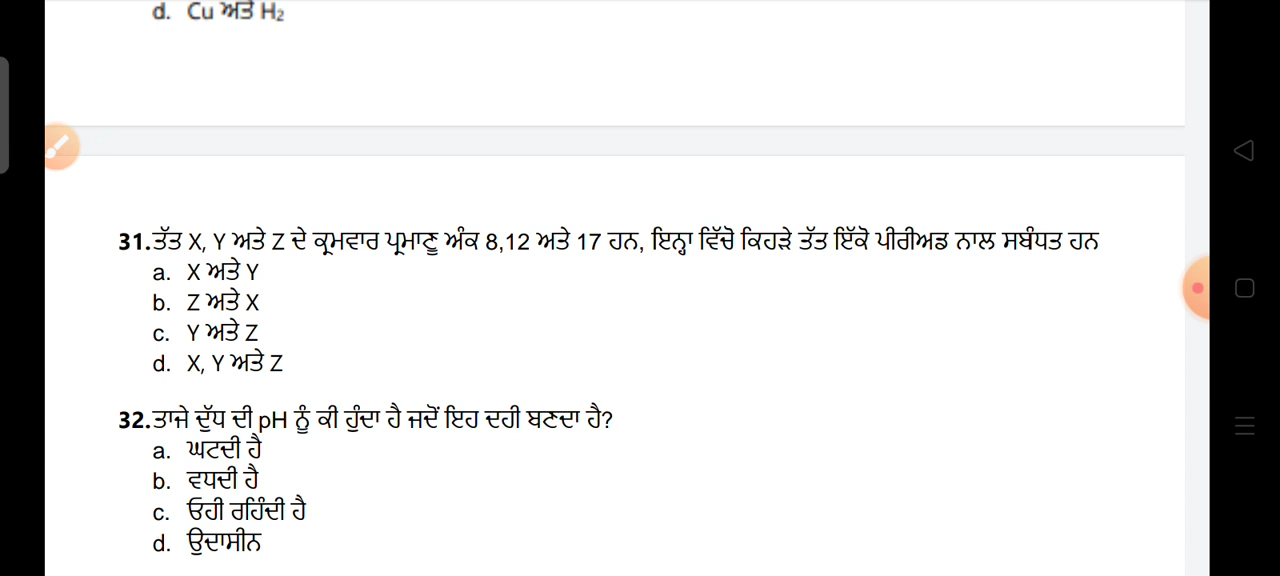 d. Cu ਅਤੇ H₂
31.ਤੱਤ X, Y ਅਤੇ Z ਦੇ ਕ੍ਰਮਵਾਰ ਪ੍ਰਮਾਣੂ ਅੰਕ 8,12 ਅਤੇ 17 ਹਨ, ਇਨ੍ਹਾ ਵਿੱਚੋ ਕਿਹੜੇ ਤੱਤ ਇੱਕੋ ਪੀਰੀਅਡ ਨਾਲ ਸਬੰਧਤ ਹਨ
a. X ਅਤੇ Y
b. Z ਅਤੇ X
c. Y ਅਤੇ Z
d. X, Y ਅਤੇ Z
32.ਤਾਜੇ ਦੁੱਧ ਦੀ pH ਨੂੰ ਕੀ ਹੁੰਦਾ ਹੈ ਜਦੋਂ ਇਹ ਦਹੀ ਬਣਦਾ ਹੈ?
a. ਘਟਦੀ ਹੈ
b. ਵਧਦੀ ਹੈ
c. ਓਹੀ ਰਹਿੰਦੀ ਹੈ
d. ਉਦਾਸੀਨ